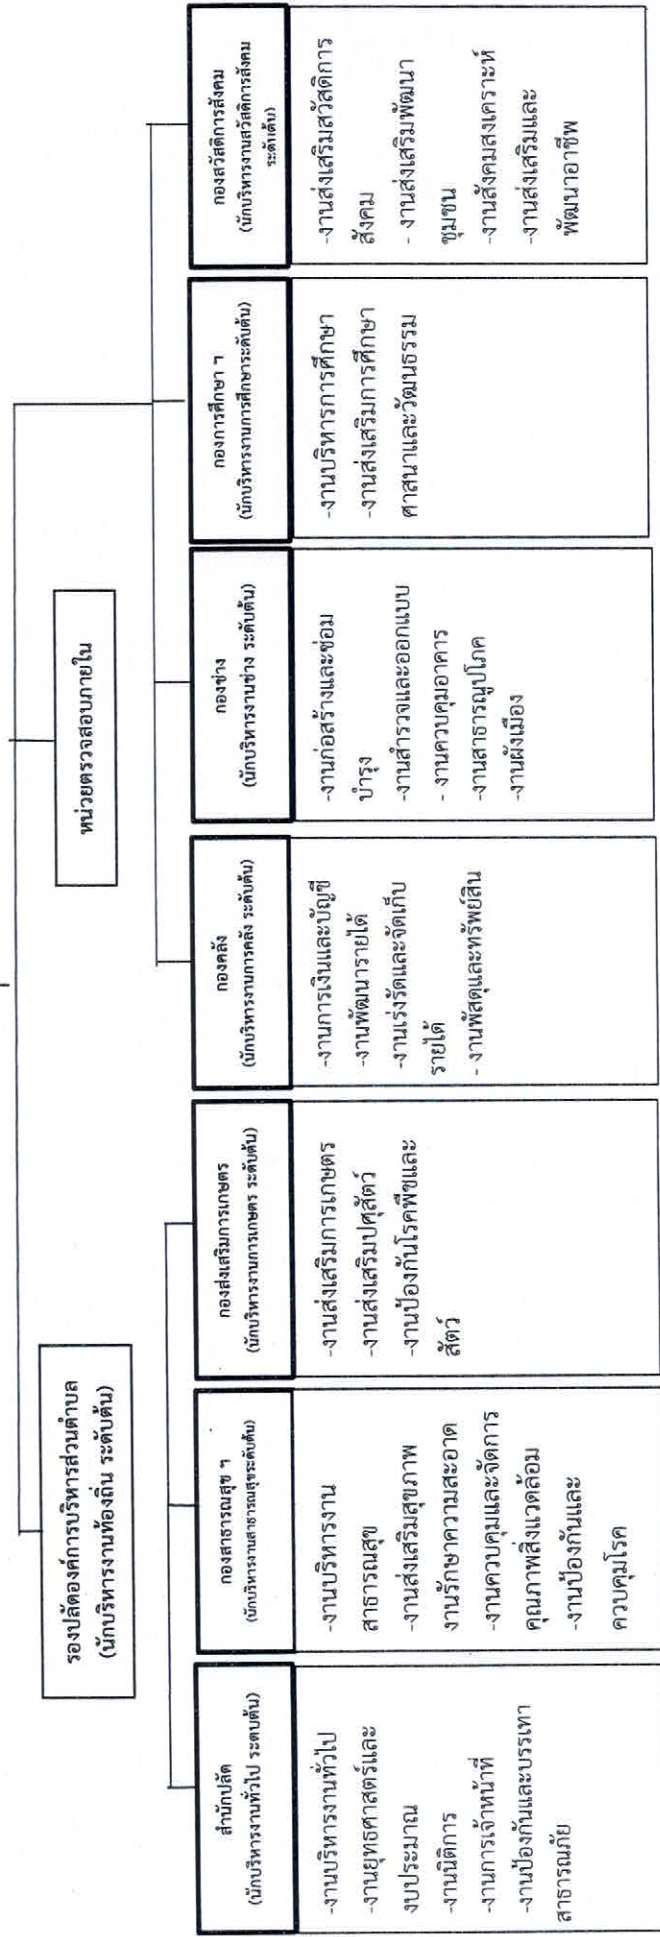 รองปลัดองค์การบริหารส่วนตำบล
(นักบริหารงานท้องถิ่น ระดับต้น)
หน่วยตรวจสอบภายใน
สำนักปลัด
(นักบริหารงานทั่วไป ระดับต้น)
-งานบริหารงานทั่วไป
-งานยุทธศาสตร์และ
งบประมาณ
-งานนิติการ
-งานการเจ้าหน้าที่
-งานป้องกันและบรรเทา
สาธารณภัย
กองสาธารณสุข ฯ
(นักบริหารงานสาธารณสุขระดับต้น)
-งานบริหารงาน
สาธารณสุข
-งานส่งเสริมสุขภาพ
งานรักษาความสะอาด
-งานควบคุมและจัดการ
คุณภาพสิ่งแวดล้อม
-งานป้องกันและ
ควบคุมโรค
กองส่งเสริมการเกษตร
(นักบริหารงานการเกษตร ระดับต้น)
-งานส่งเสริมการเกษตร
-งานส่งเสริมปศุสัตว์
-งานป้องกันโรคพืชและ
สัตว์
กองคลัง
(นักบริหารงานการคลัง ระดับต้น)
-งานการเงินและบัญชี
-งานพัฒนารายได้
-งานเร่งรัดและจัดเก็บ
รายได้
- งานพัสดุและทรัพย์สิน
กองช่าง
(นักบริหารงานช่าง ระดับต้น)
-งานก่อสร้างและซ่อม
บำรุง
-งานสำรวจและออกแบบ
- งานควบคุมอาคาร
-งานสาธารณูปโภค
-งานผังเมือง
กองการศึกษา ฯ
(นักบริหารงานการศึกษาระดับต้น)
-งานบริหารการศึกษา
-งานส่งเสริมการศึกษา
ศาสนาและวัฒนธรรม
กองสวัสดิการสังคม
(นักบริหารงานสวัสดิการสังคม
ระดับต้น)
-งานส่งเสริมสวัสดิการ
สังคม
- งานส่งเสริมพัฒนา
ชุมชน
-งานสังคมสงเคราะห์
-งานส่งเสริมและ
พัฒนาอาชีพ